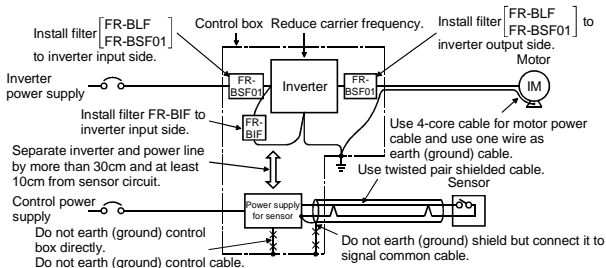 Install filter FR-BLF
FR-BSF01
to inverter input side.
Control box
Reduce carrier frequency.
Install filter FR-BLF
FR-BSF01 to
inverter output side.
Motor
Inverter
power supply
FR-
BSF01
Inverter
FR-
BSF01
IM
Install filter FR-BIF to
inverter input side.
FR-
BIF
Use 4-core cable for motor power
cable and use one wire as
earth (ground) cable.
Separate inverter and power line
by more than 30cm and at least
10cm from sensor circuit.
Use twisted pair shielded cable.
Sensor
Control power
supply
Power supply
for sensor
Do not earth (ground) control
box directly.
Do not earth (ground) control cable.
Do not earth (ground) shield but connect it to
signal common cable.